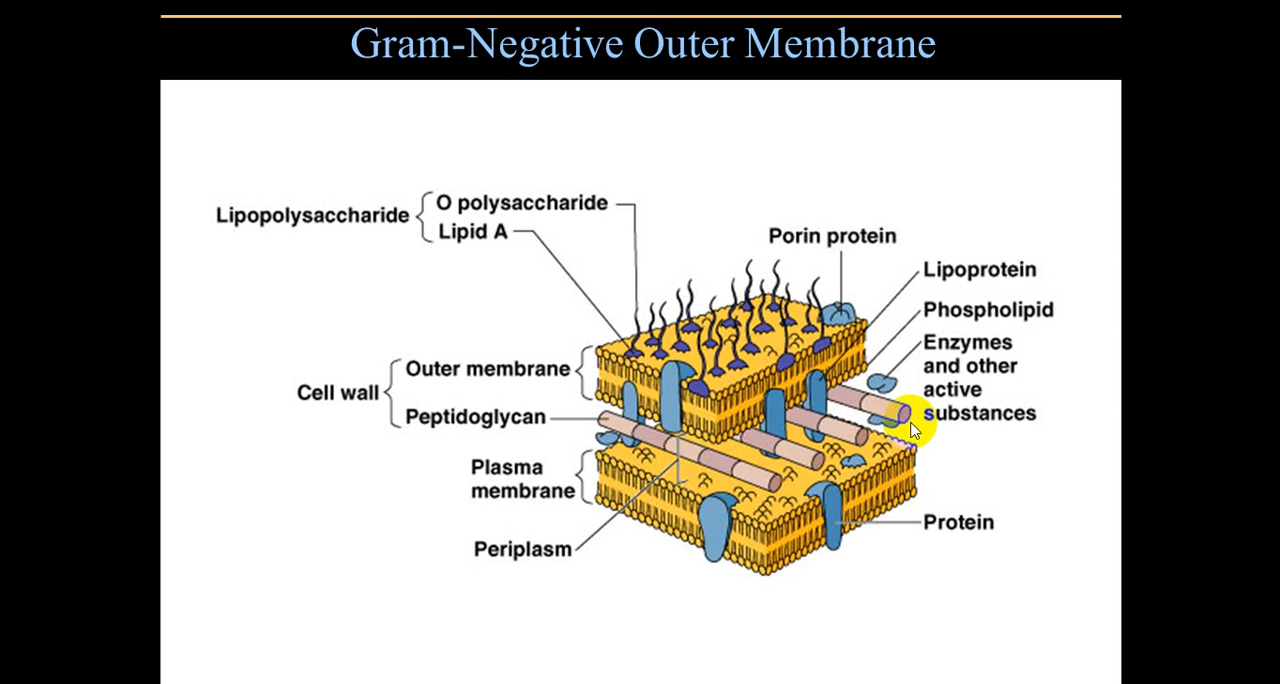 Gram-Negative Outer Membrane
Lipopolysaccharide
O polysaccharide
Lipid A
Porin protein
Lipoprotein
Phospholipid
Enzymes
and other
active
substances
Cell wall
Outer membrane
Peptidoglycan
Plasma
membrane
Periplasm
Protein